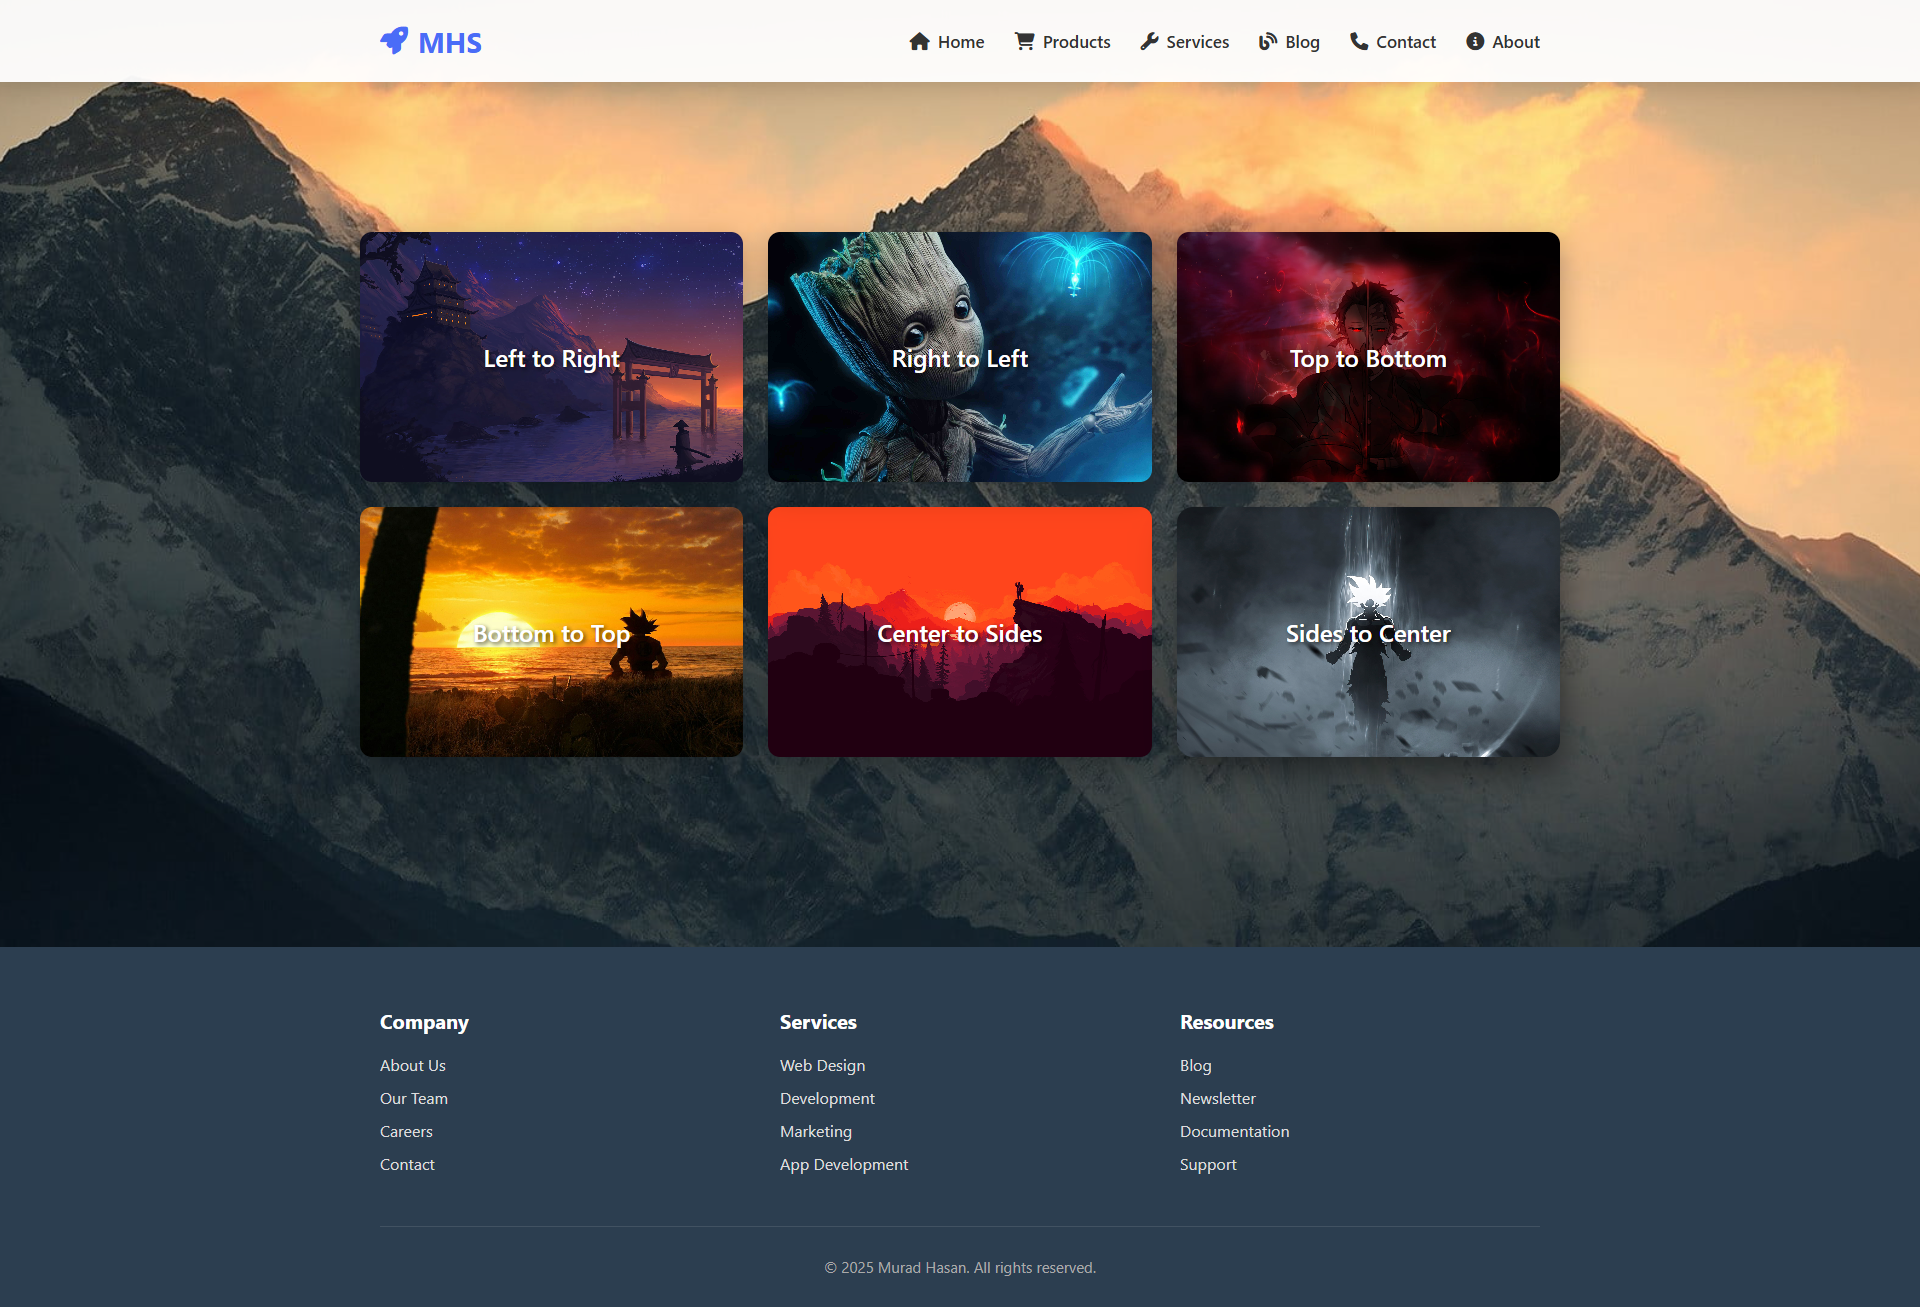 MHS
Home Products Services Blog Contact About
Left to Right
Right to Left
Top to Bottom
Bottom to Top
Center to Sides
Sides to Center
Company
About Us
Our Team
Careers
Contact
Services
Web Design
Development
Marketing
App Development
Resources
Blog
Newsletter
Documentation
Support
© 2025 Murad Hasan. All rights reserved.